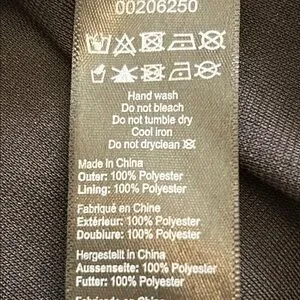 00206250
Hand wash
Do not bleach
Do not tumble dry
Cool iron
Do not dryclean
Made in China
Outer: 100% Polyester
Lining: 100% Polyester
Fabriqué en Chine
Extérieur: 100% Polyester
Doubiure: 100% Polyester
Hergestellt in China
Aussenseite: 100% Polyester
Futter: 100% Polyester